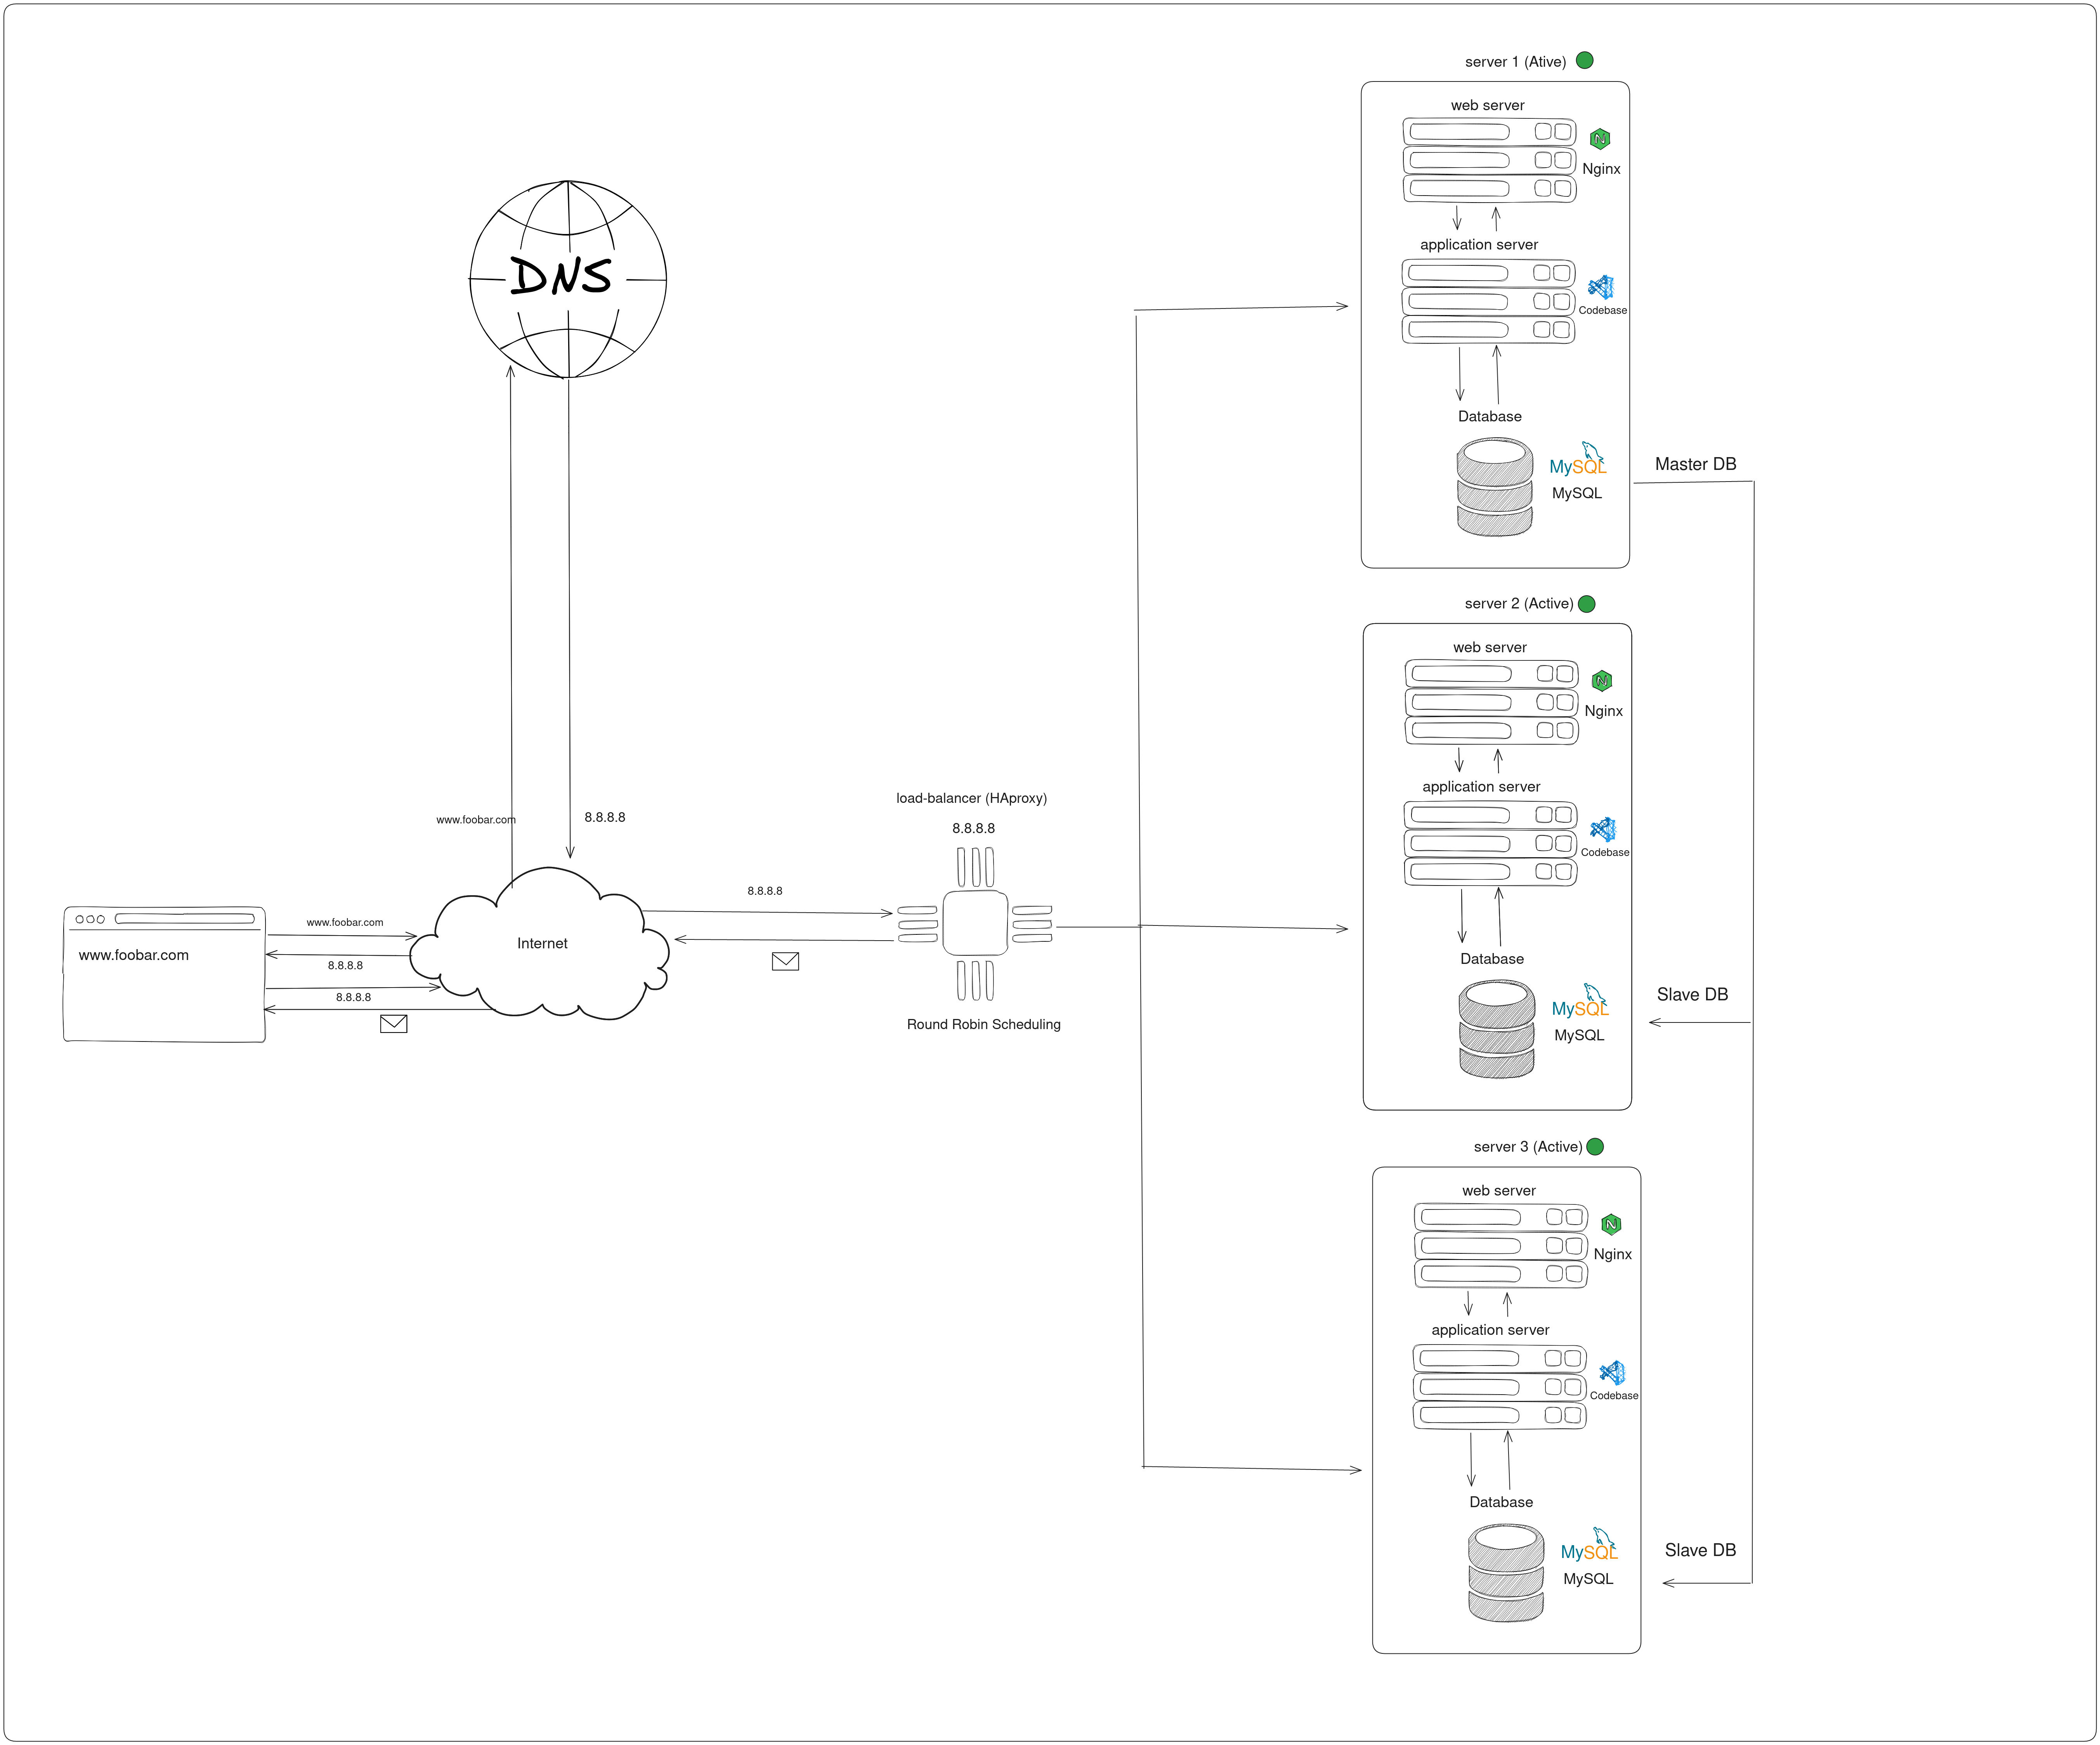 DNS
www.foobar.com
8.8.8.8
www.foobar.com
www.foobar.com
8.8.8.8
8.8.8.8
Internet
8.8.8.8
load-balancer (HAproxy)
8.8.8.8
Round Robin Scheduling
server 1 (Ative)
web server
N
Nginx
application server
Codebase
Database
MySQL
MySQL
Master DB
server 2 (Active)
web server
N
Nginx
application server
Codebase
Database
MySQL
MySQL
Slave DB
server 3 (Active)
web server
N
Nginx
application server
Codebase
Database
MySQL
MySQL
Slave DB